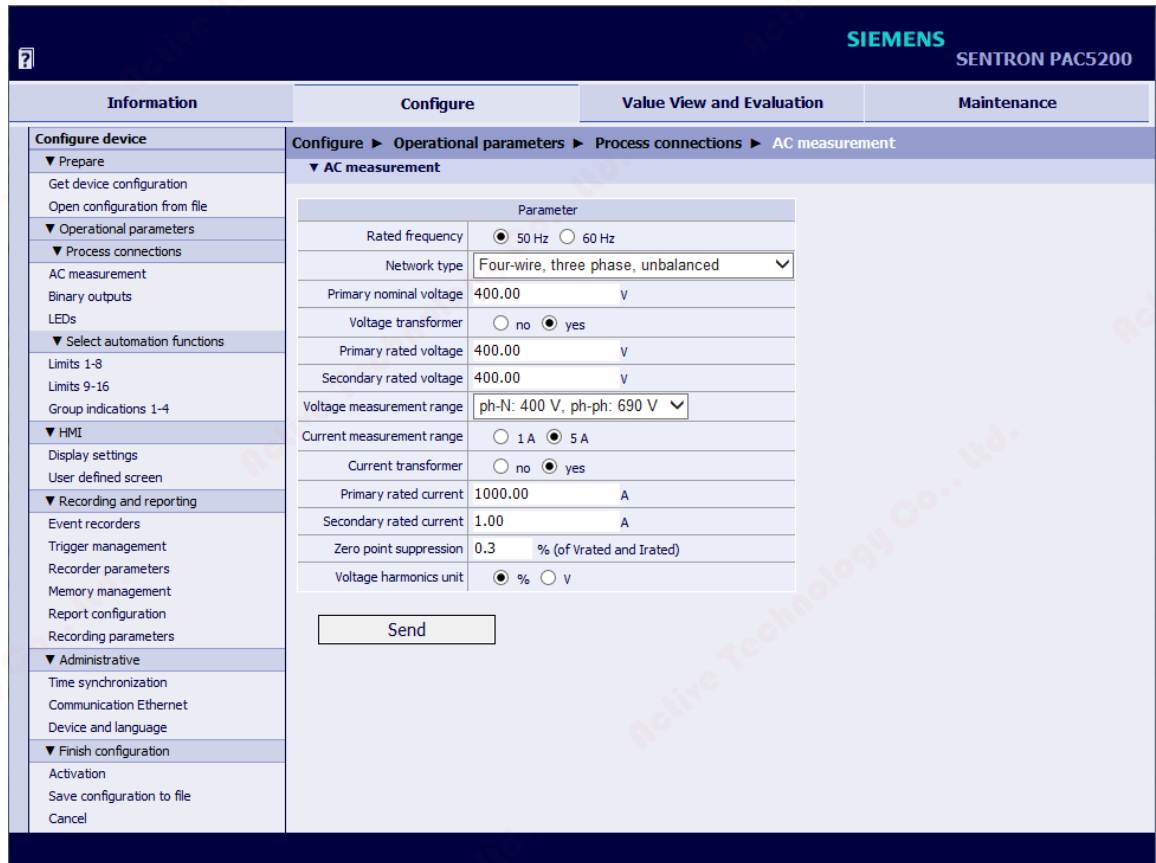 ?
SIEMENS
SENTRON PAC5200
Information
Configure
Value View and Evaluation
Maintenance
Configure device
▼ Prepare
Get device configuration
Open configuration from file
▼ Operational parameters
▼ Process connections
AC measurement
Binary outputs
LEDs
▼ Select automation functions
Limits 1-8
Limits 9-16
Group indications 1-4
▼ HMI
Display settings
User defined screen
▼ Recording and reporting
Event recorders
Trigger management
Recorder parameters
Memory management
Report configuration
Recording parameters
▼ Administrative
Time synchronization
Communication Ethernet
Device and language
▼ Finish configuration
Activation
Save configuration to file
Cancel
Configure ► Operational parameters ► Process connections ► AC measurement
▼ AC measurement
Parameter
Rated frequency 50 Hz 60 Hz
Network type Four-wire, three phase, unbalanced
Primary nominal voltage 400.00 V
Voltage transformer no yes
Primary rated voltage 400.00 V
Secondary rated voltage 400.00 V
Voltage measurement range ph-N: 400 V, ph-ph: 690 V
Current measurement range 1 A 5 A
Current transformer no yes
Primary rated current 1000.00 A
Secondary rated current 1.00 A
Zero point suppression 0.3 % (of Vrated and Irated)
Voltage harmonics unit % V
Send
Active Technology Co., ltd.